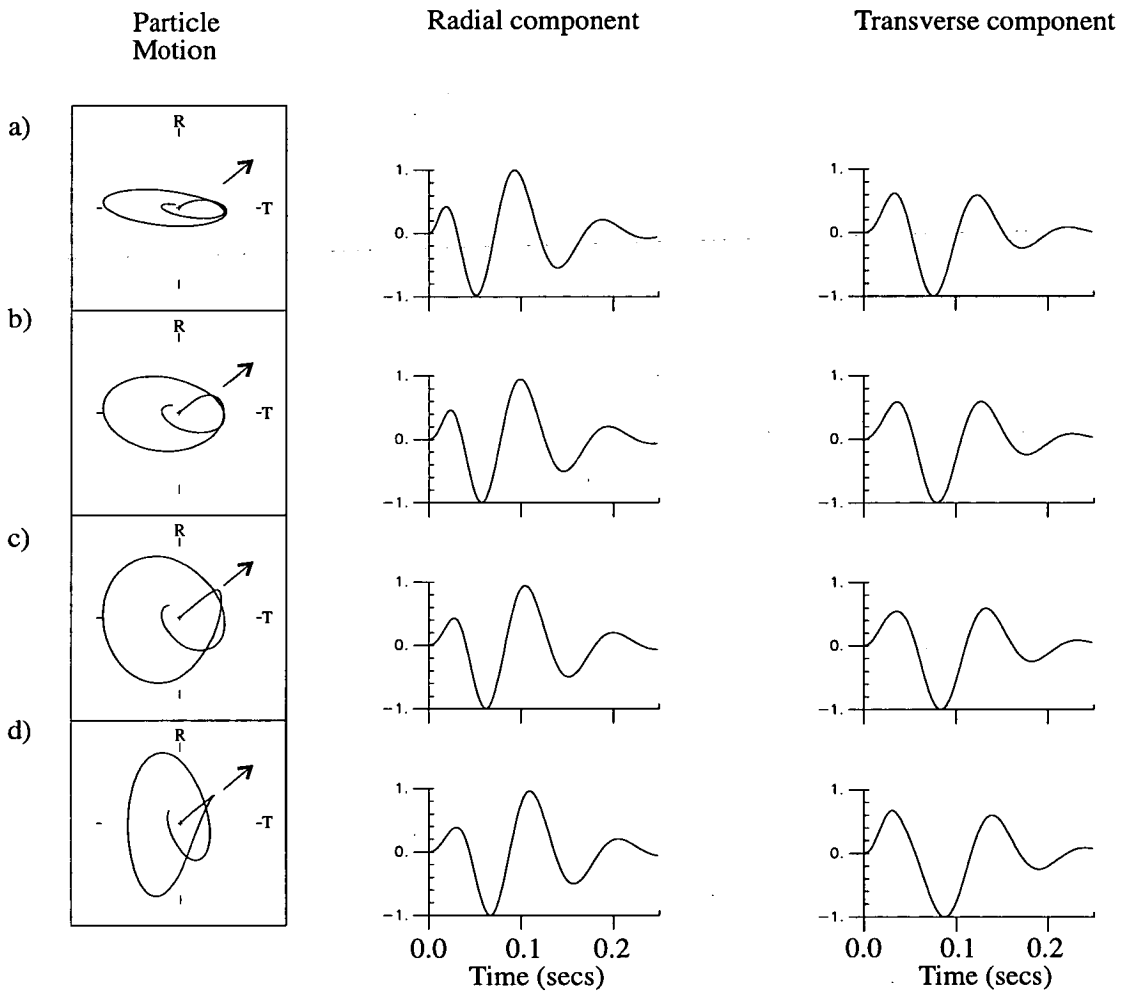 Particle
Motion
Radial component
Transverse component
a)
R
-T
1.
0.
-1.
1.
0.
-1.
b)
R
-T
1.
0.
-1.
1.
0.
-1.
c)
R
-T
1.
0.
-1.
1.
0.
-1.
d)
R
-T
1.
0.
-1.
1.
0.
-1.
0.0 0.1 0.2
Time (secs)
0.0 0.1 0.2
Time (secs)